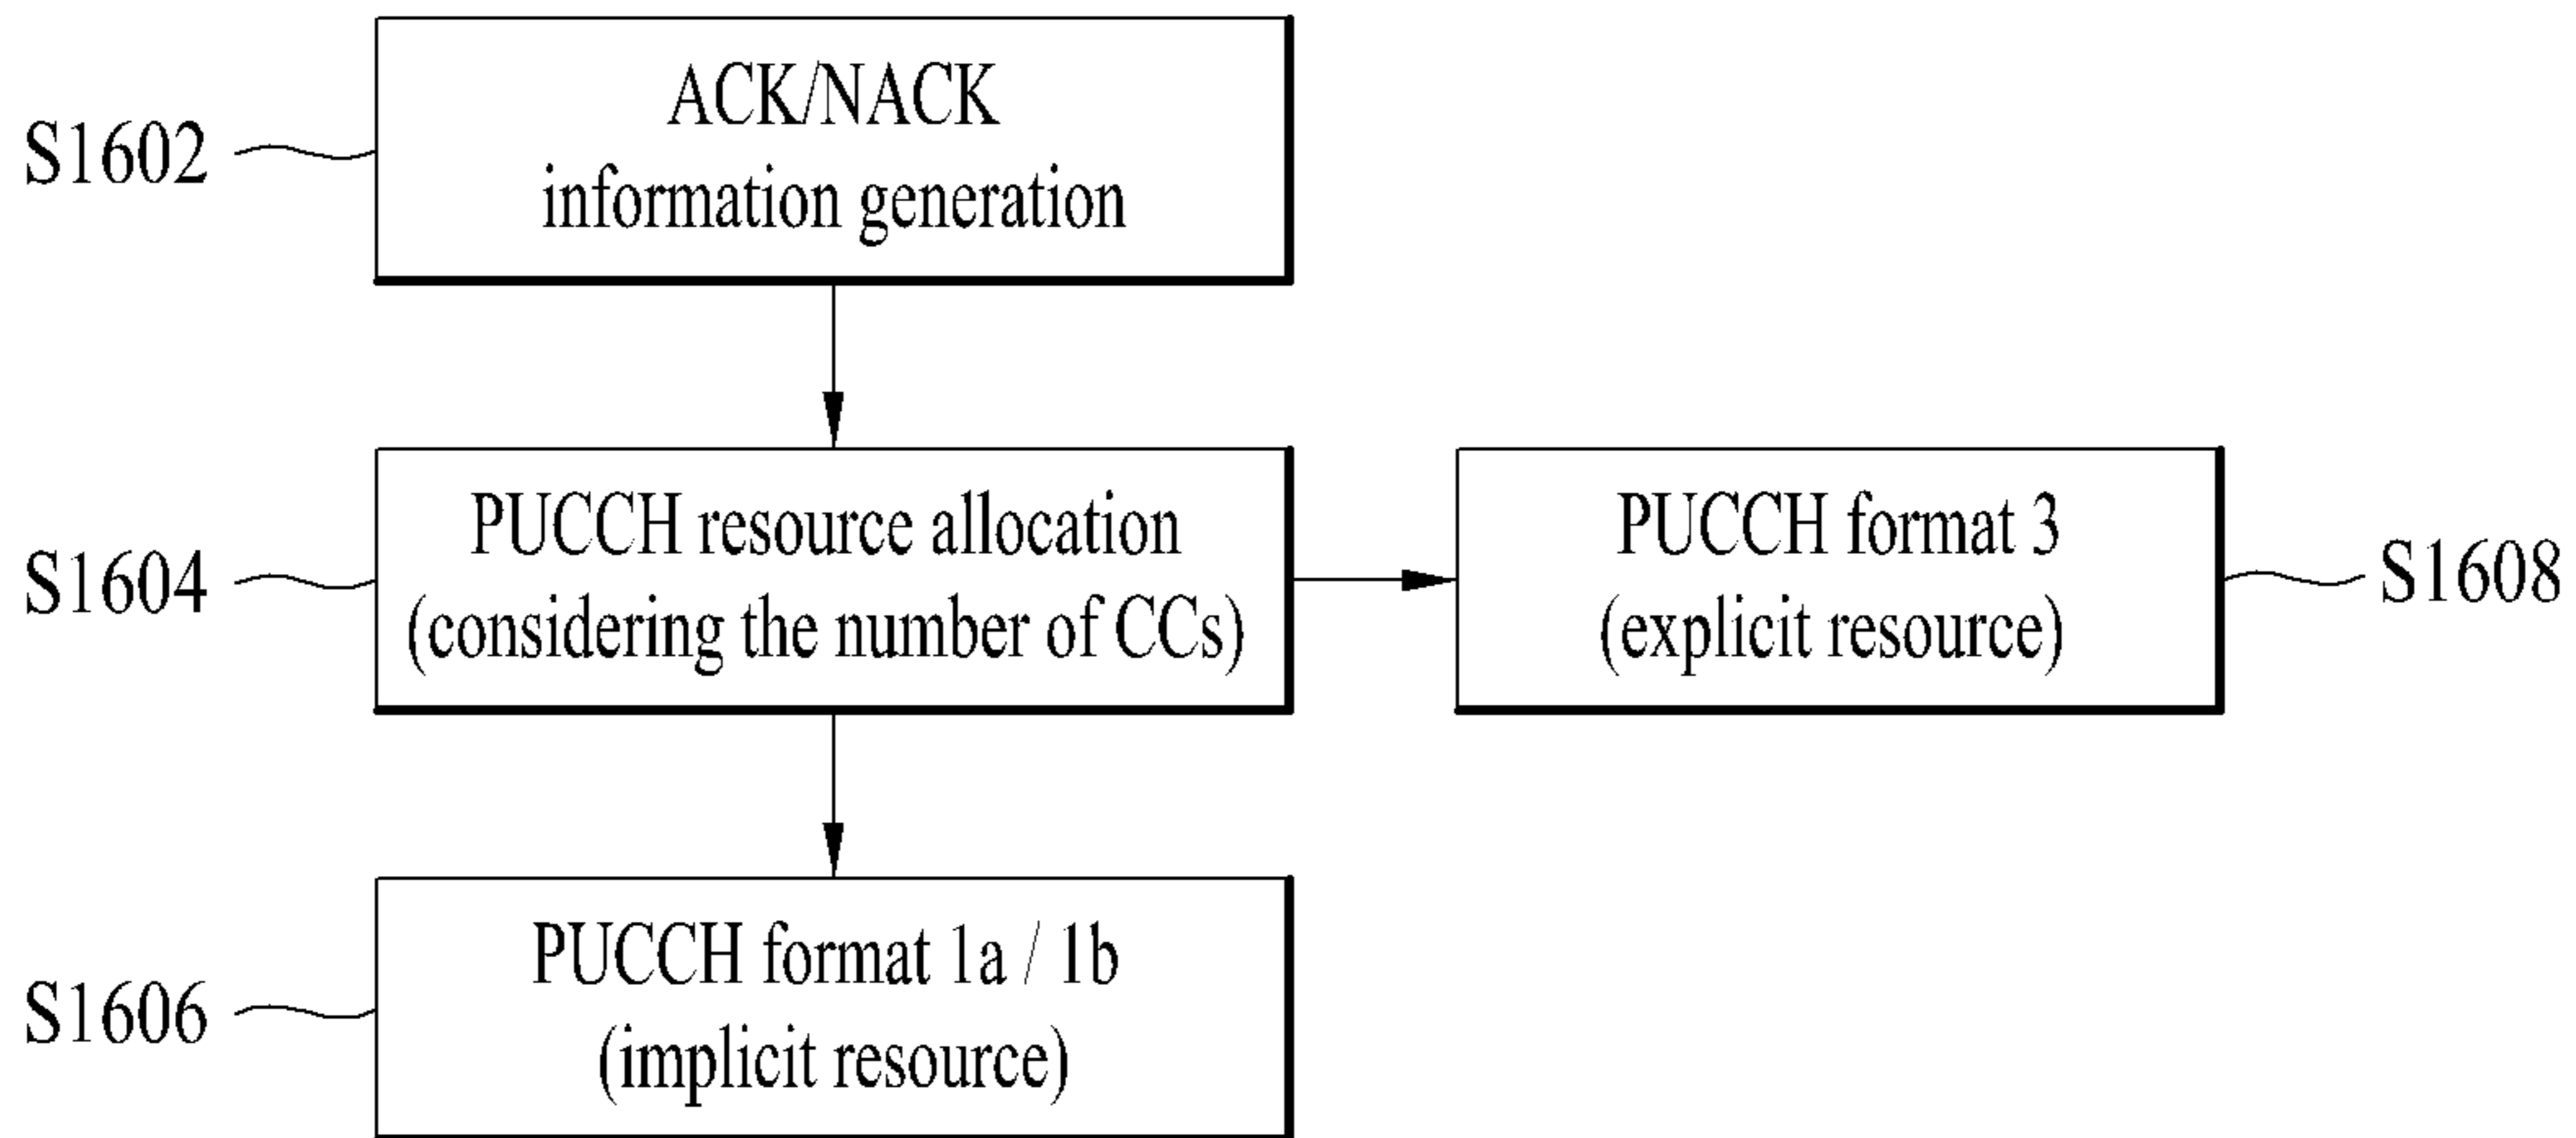 S1602
ACK/NACK
information generation
S1604
PUCCH resource allocation
(considering the number of CCs)
PUCCH format 3
(explicit resource)
S1608
S1606
PUCCH format 1a / 1b
(implicit resource)